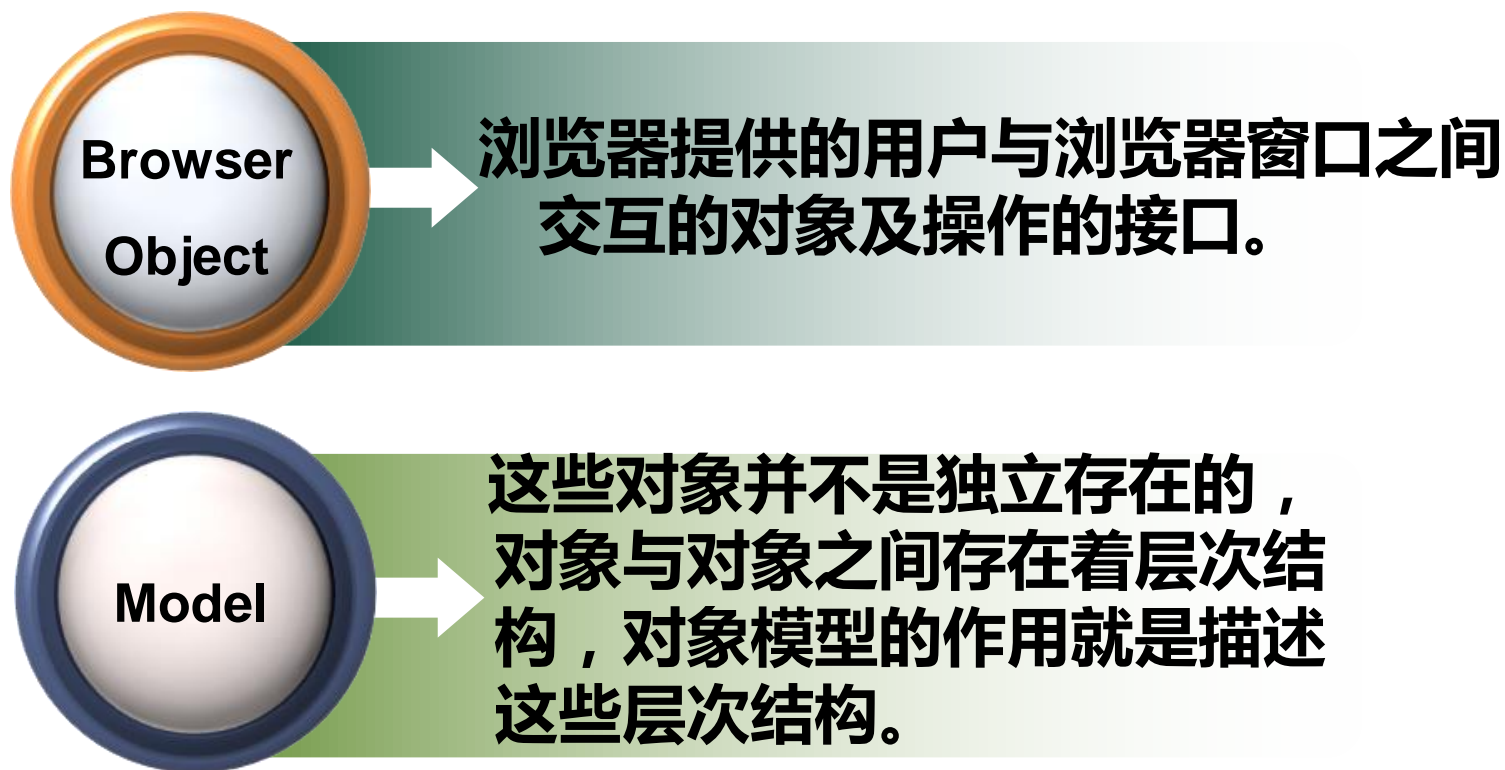 Browser
Object
浏览器提供的用户与浏览器窗口之间
交互的对象及操作的接口。
Model
这些对象并不是独立存在的，
对象与对象之间存在着层次结
构，对象模型的作用就是描述
这些层次结构。